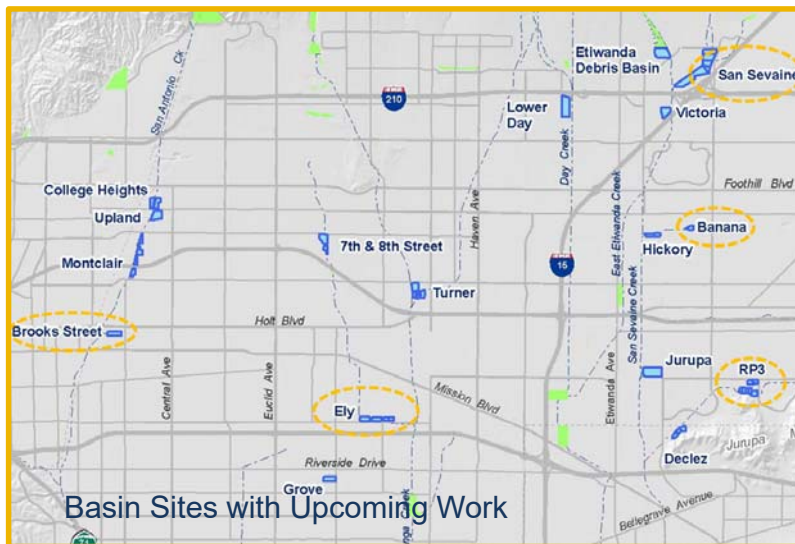 San Antonio Ck
210
Etiwanda
Debris Basin
San Sevaine
Lower
Day
Victoria
Day Creek
Haven Ave
College Heights
Upland
Foothill Blvd
East Etiwanda Creek
Banana
7th & 8th Street
Hickory
Montclair
15
Turner
San Sevaine Creek
Brooks Street
Holt Blvd
Jurupa
RP3
Central Ave
Euclid Ave
Mission Blvd
Etiwanda Ave
Ely
Jurupa
Declez
Riverside Drive
Grove
Bellegrave Avenue
Basin Sites with Upcoming Work
Creek
71